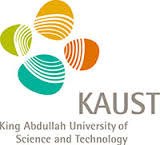 KAUST
King Abdullah University of
Science and Technology